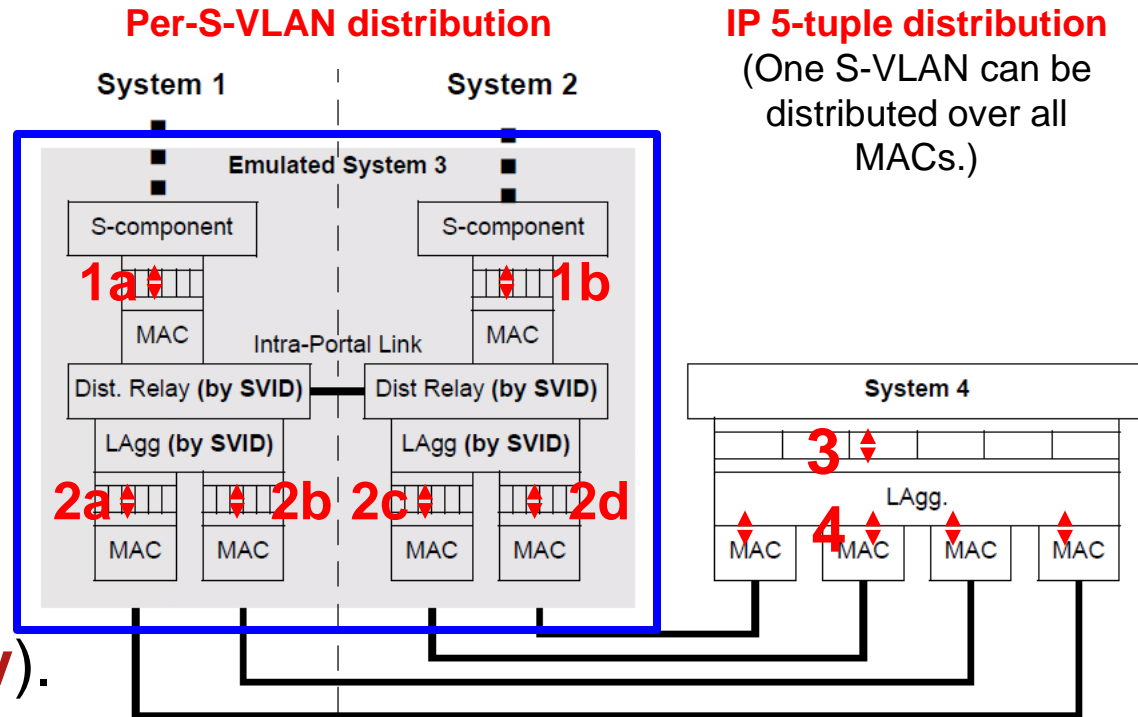 Per-S-VLAN distribution
IP 5-tuple distribution
(One S-VLAN can be
distributed over all
MACs.)
System 1
System 2
Emulated System 3
S-component
S-component
1a
1b
MAC
MAC
Intra-Portal Link
Dist. Relay (by SVID)
Dist Relay (by SVID)
LAgg (by SVID)
LAgg (by SVID)
2a
2b
2c
2d
MAC
MAC
MAC
MAC
System 4
3
LAgg.
4
MAC
MAC
MAC
MAC
y).